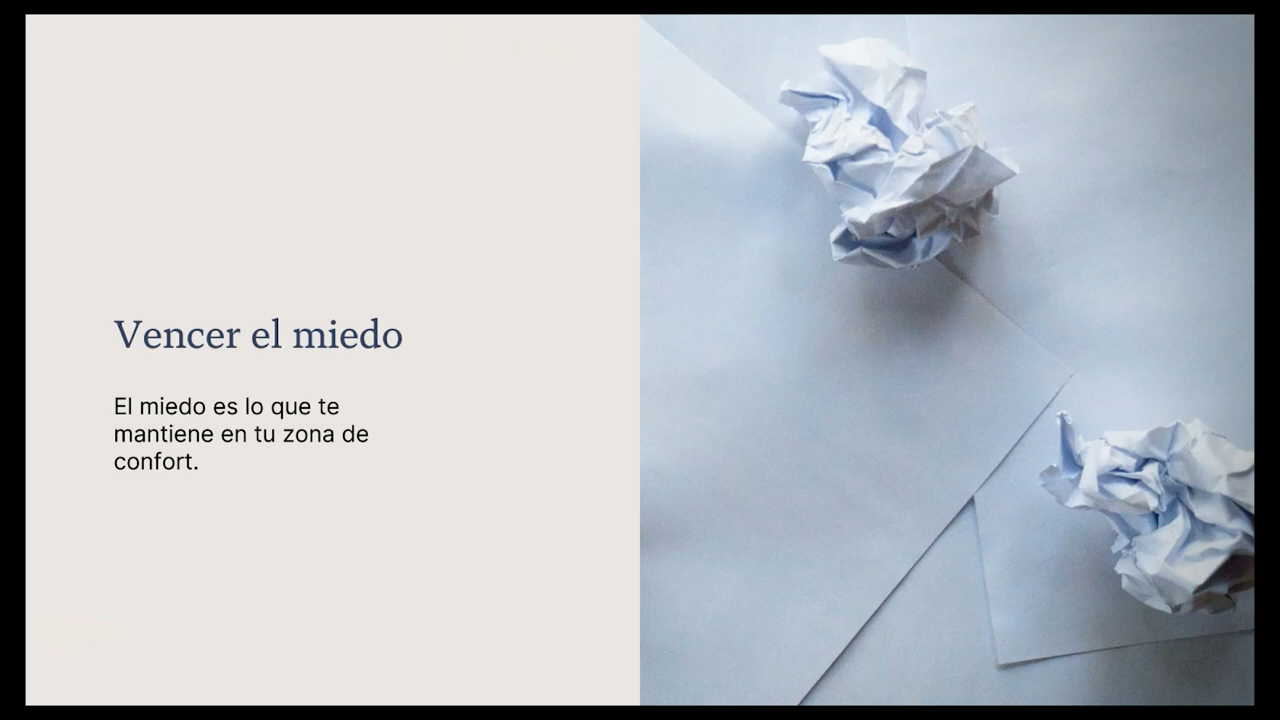 Vencer el miedo
El miedo es lo que te
mantiene en tu zona de
confort.